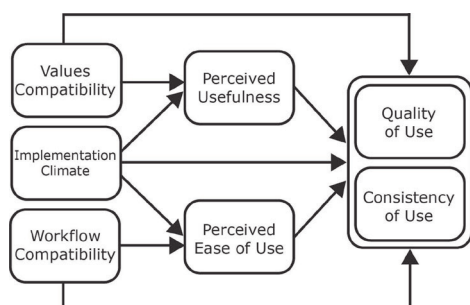 Values
Compatibility
Implementation
Climate
Workflow
Compatibility
Perceived
Usefulness
Perceived
Ease of Use
Quality
of Use
Consistency
of Use